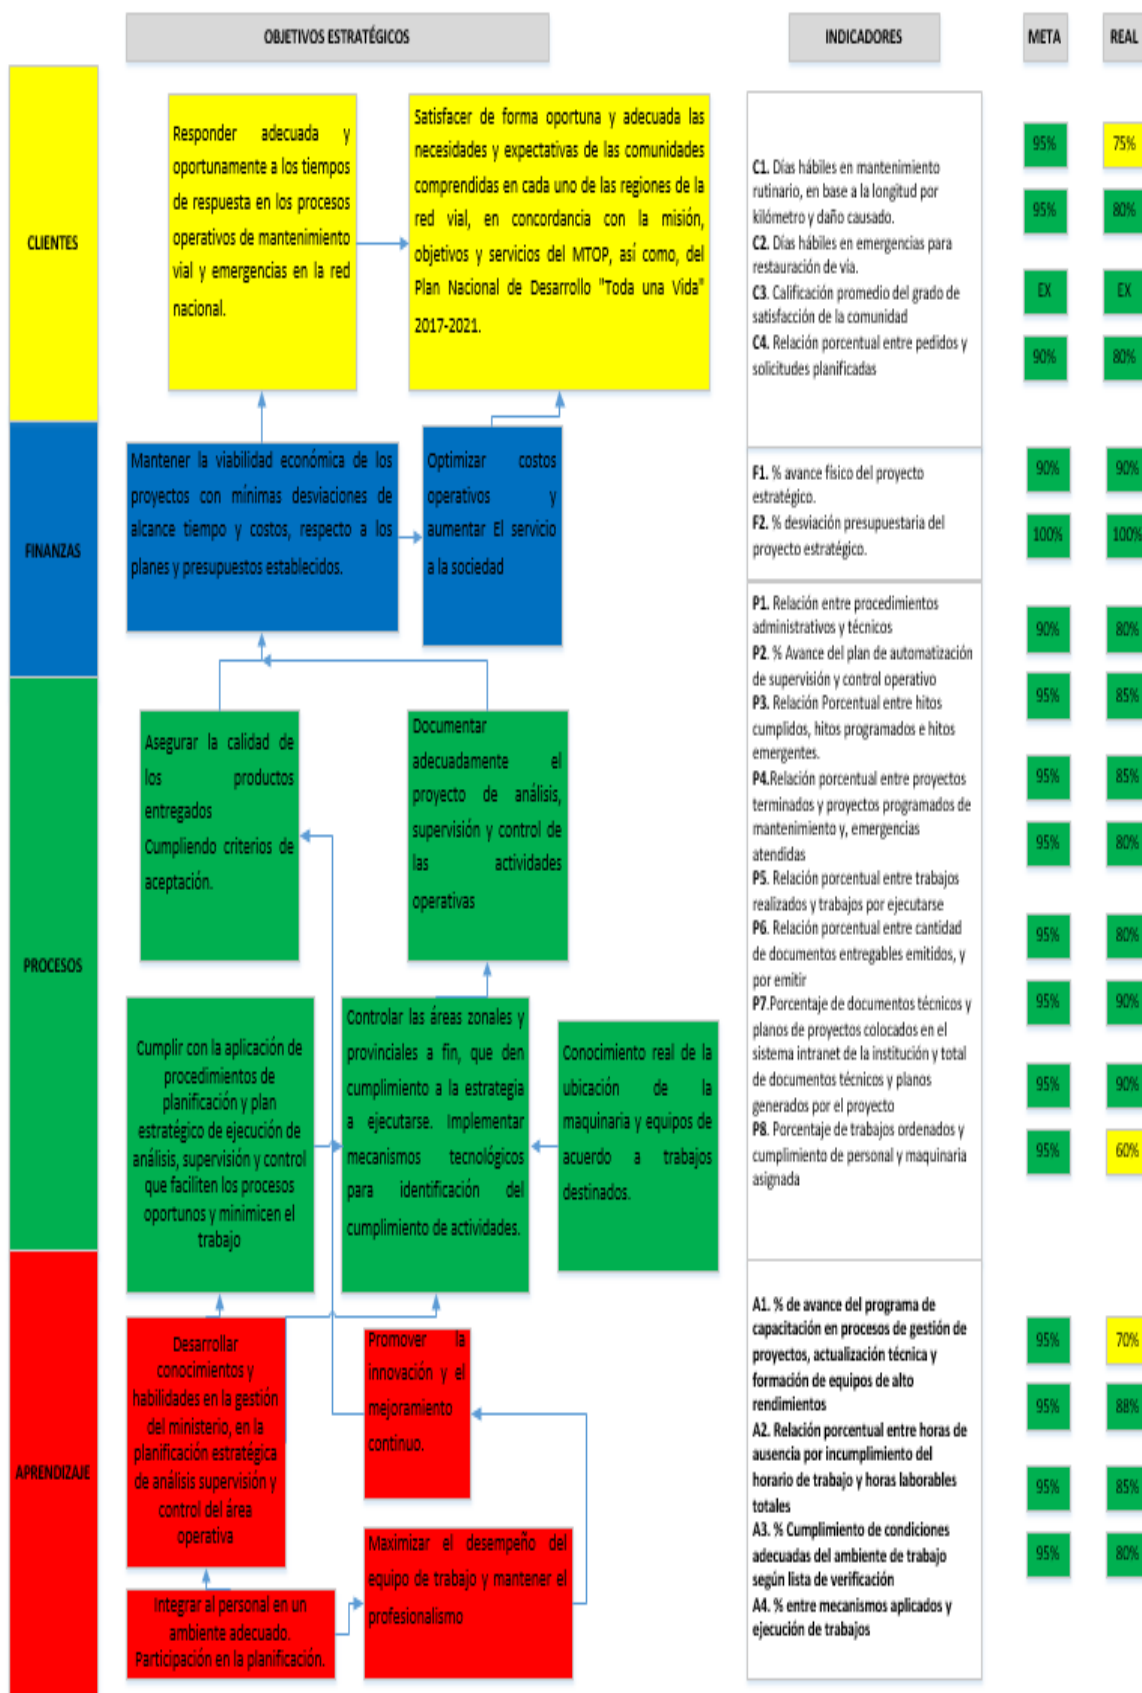 OBJETIVOS ESTRATÉGICOS
INDICADORES
META
REAL
CLIENTES
Responder adecuada y
oportunamente a los tiempos
de respuesta en los procesos
operativos de mantenimiento
vial y emergencias en la red
nacional.
Satisfacer de forma oportuna y adecuada las
necesidades y expectativas de las comunidades
comprendidas en cada uno de las regiones de la
red vial, en concordancia con la misión,
objetivos y servicios del MTOP, así como, del
Plan Nacional de Desarrollo "Toda una Vida"
2017-2021.
C1. Días hábiles en mantenimiento
rutinario, en base a la longitud por
kilómetro y daño causado.
C2. Días hábiles en emergencias para
restauración de vía.
C3. Calificación promedio del grado de
satisfacción de la comunidad
C4. Relación porcentual entre pedidos y
solicitudes planificadas
95% 75%
95% 80%
EX EX
90% 80%
FINANZAS
Mantener la viabilidad económica de los
proyectos con mínimas desviaciones de
alcance tiempo y costos, respecto a los
planes y presupuestos establecidos.
Optimizar costos
operativos y
aumentar El servicio
a la sociedad
F1. % avance físico del proyecto
estratégico.
F2. % desviación presupuestaria del
proyecto estratégico.
90% 90%
100% 100%
PROCESOS
Asegurar la calidad de
los productos
entregados
Cumpliendo criterios de
aceptación.
Documentar
adecuadamente el
proyecto de análisis,
supervisión y control de
las actividades
operativas
Cumplir con la aplicación de
procedimientos de
planificación y plan
estratégico de ejecución de
análisis, supervisión y control
que faciliten los procesos
oportunos y minimicen el
trabajo
Controlar las áreas zonales y
provinciales a fin, que den
cumplimiento a la estrategia
a ejecutarse. Implementar
mecanismos tecnológicos
para identificación del
cumplimiento de actividades.
Conocimiento real de la
ubicación de la
maquinaria y equipos de
acuerdo a trabajos
destinados.
P1. Relación entre procedimientos
administrativos y técnicos
P2. % Avance del plan de automatización
de supervisión y control operativo
P3. Relación Porcentual entre hitos
cumplidos, hitos programados e hitos
emergentes.
P4.Relación porcentual entre proyectos
terminados y proyectos programados de
mantenimiento y, emergencias
atendidas
P5. Relación porcentual entre trabajos
realizados y trabajos por ejecutarse
P6. Relación porcentual entre cantidad
de documentos entregables emitidos, y
por emitir
P7.Porcentaje de documentos técnicos y
planos de proyectos colocados en el
sistema intranet de la institución y total
de documentos técnicos y planos
generados por el proyecto
P8. Porcentaje de trabajos ordenados y
cumplimiento de personal y maquinaria
asignada
90% 80%
95% 85%
95% 85%
95% 80%
95% 80%
95% 90%
95% 90%
95% 60%
APRENDIZAJE
Desarrollar
conocimientos y
habilidades en la gestión
del ministerio, en la
planificación estratégica
de análisis supervisión y
control del área
operativa
Promover la
innovación y el
mejoramiento
continuo.
Maximizar el desempeño del
equipo de trabajo y mantener el
profesionalismo
Integrar al personal en un
ambiente adecuado.
Participación en la planificación.
A1. % de avance del programa de
capacitación en procesos de gestión de
proyectos, actualización técnica y
formación de equipos de alto
rendimientos
A2. Relación porcentual entre horas de
ausencia por incumplimiento del
horario de trabajo y horas laborables
totales
A3. % Cumplimiento de condiciones
adecuadas del ambiente de trabajo
según lista de verificación
A4. % entre mecanismos aplicados y
ejecución de trabajos
95% 70%
95% 88%
95% 85%
95% 80%